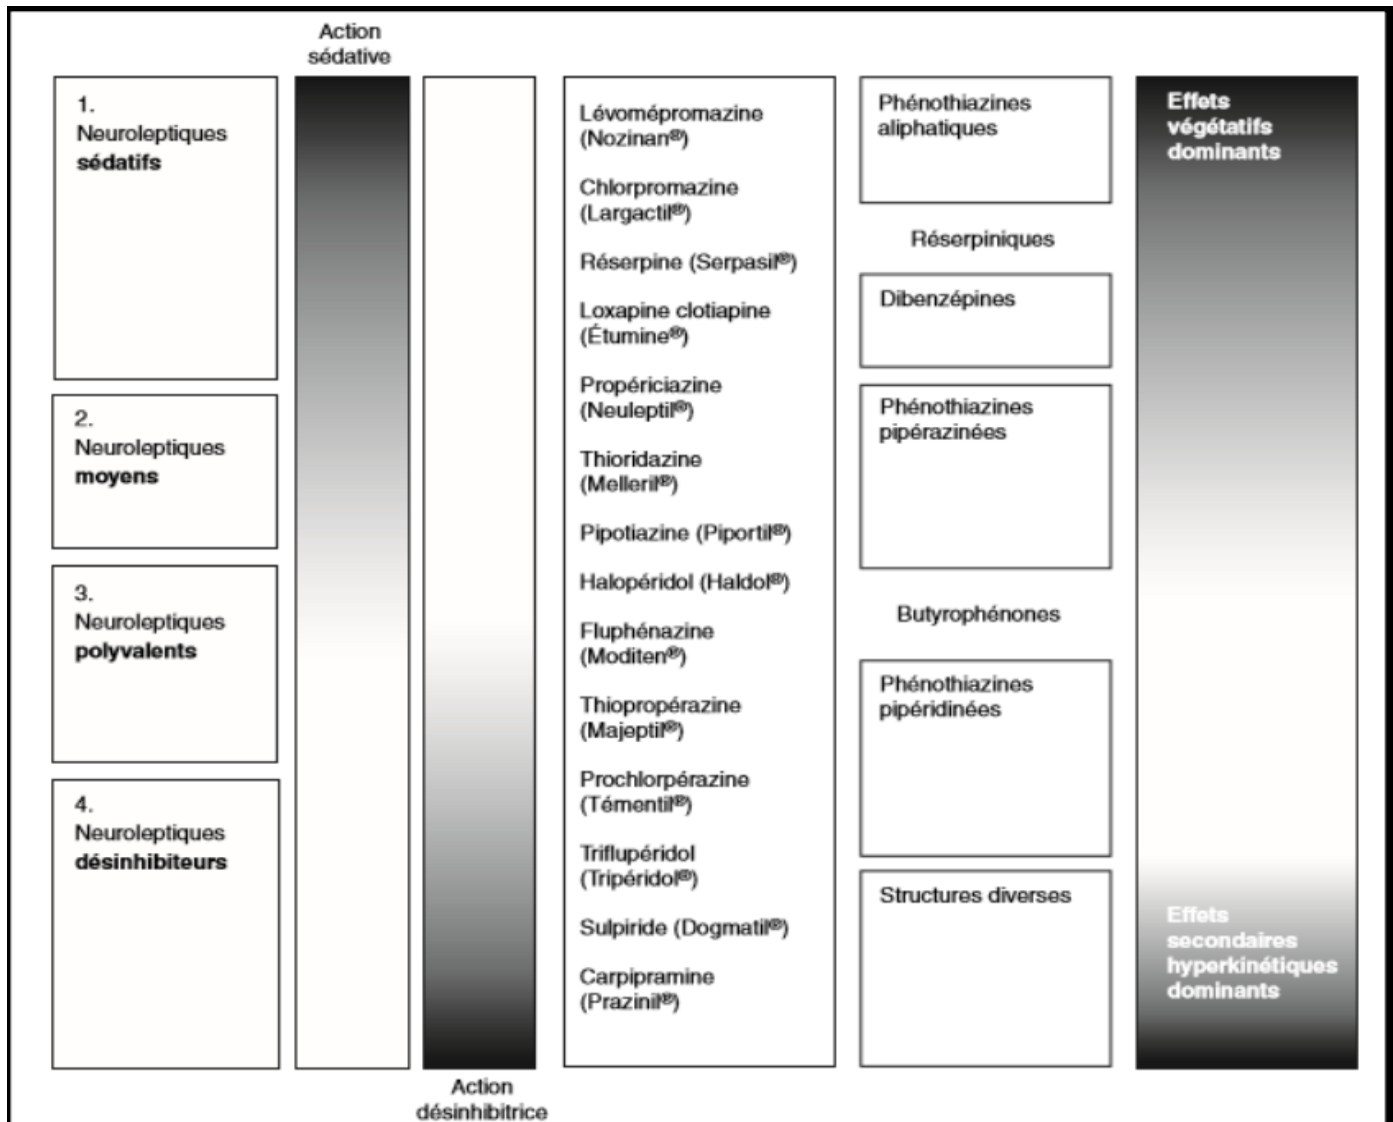 Action
sédative
1.
Neuroleptiques
sédatifs
2.
Neuroleptiques
moyens
3.
Neuroleptiques
polyvalents
4.
Neuroleptiques
désinhibiteurs
Action
désinhibitrice
Lévomépromazine
(Nozinan®)
Chlorpromazine
(Largactil®)
Réserpine (Serpasil®)
Loxapine clotiapine
(Étumine®)
Propériciazine
(Neuleptil®)
Thioridazine
(Melleril®)
Pipotiazine (Piportil®)
Halopéridol (Haldol®)
Fluphénazine
(Moditen®)
Thiopropérazine
(Majeptil®)
Prochlorpérazine
(Témentil®)
Triflupéridol
(Tripéridol®)
Sulpiride (Dogmatil®)
Carpipramine
(Prazinil®)
Phénothiazines
aliphatiques
Réserpiniques
Dibenzépines
Phénothiazines
pipérazinées
Butyrophénones
Phénothiazines
pipéridinées
Structures diverses
Effets
végétatifs
dominants
Effets
secondaires
hyperkinétiques
dominants